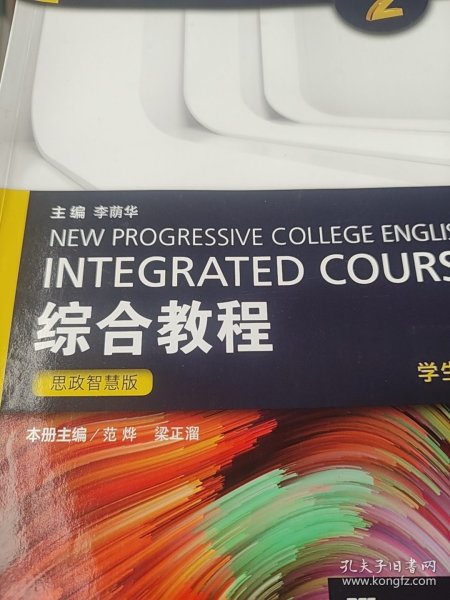 2
主编 李荫华
NEW PROGRESSIVE COLLEGE ENGLIS
INTEGRATED COURS
综合教程
思政智慧版
学生
本册主编/范烨 梁正溜
孔夫子旧书网
www.kongfz.com